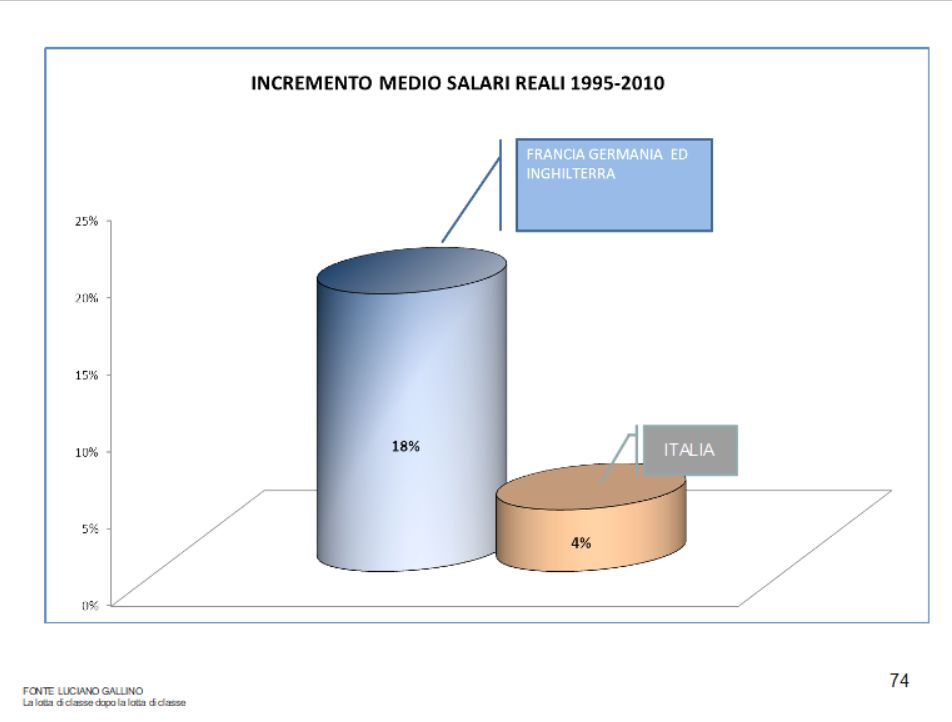 INCREMENTO MEDIO SALARI REALI 1995-2010
FRANCIA GERMANIA  ED
INGHILTERRA
25%
20%
15%
10%
5%
0%
18%
ITALIA
4%
74
FONTE LUCIANO GALLINO
La lotta di classe dopo la lotta di classe